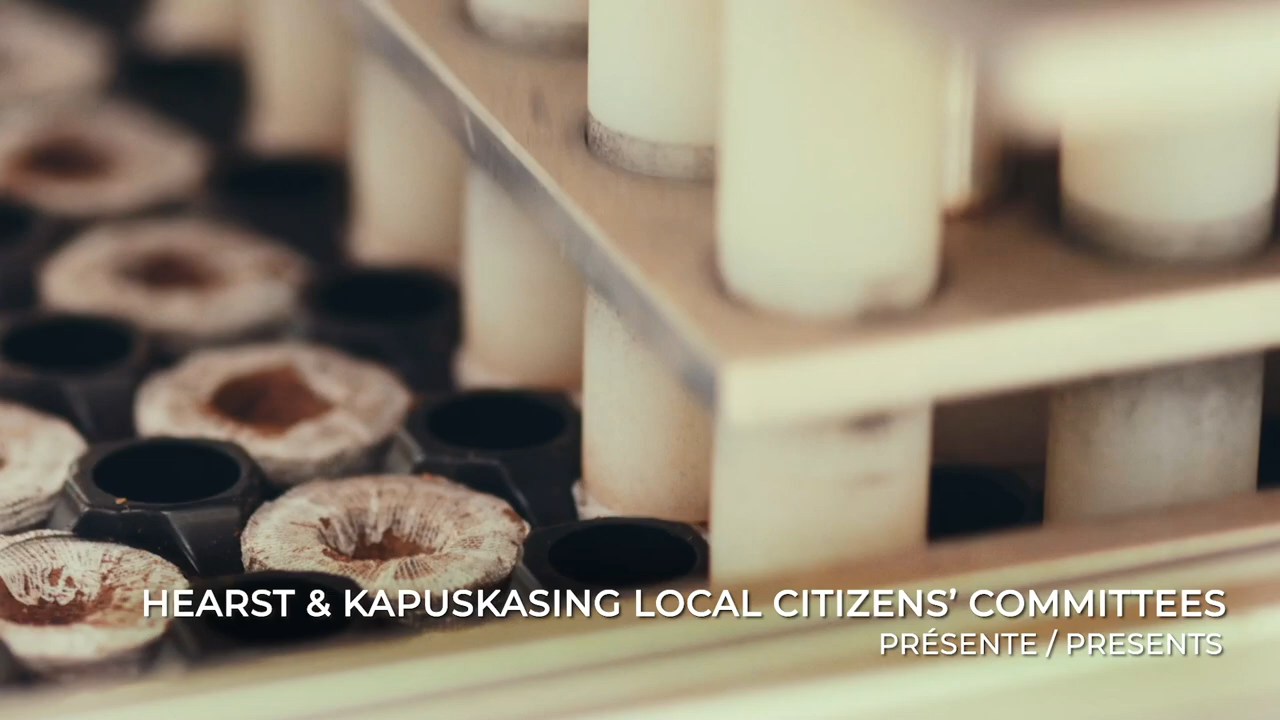 HEARST & KAPUSKASING LOCAL CITIZENS’ COMMITTEES
PRÉSENTE / PRESENTS